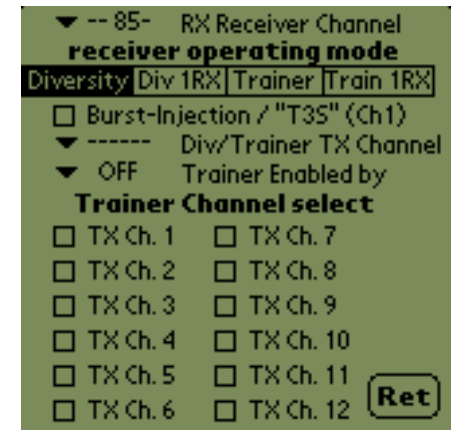 -- 85- RX Receiver Channel
receiver operating mode
Diversity Div 1RX Trainer Train 1RX
Burst-Injection / "T3S" (Ch1)
------ Div/Trainer TX Channel
OFF Trainer Enabled by
Trainer Channel select
TX Ch. 1 TX Ch. 7
TX Ch. 2 TX Ch. 8
TX Ch. 3 TX Ch. 9
TX Ch. 4 TX Ch. 10
TX Ch. 5 TX Ch. 11
TX Ch. 6 TX Ch. 12
Ret